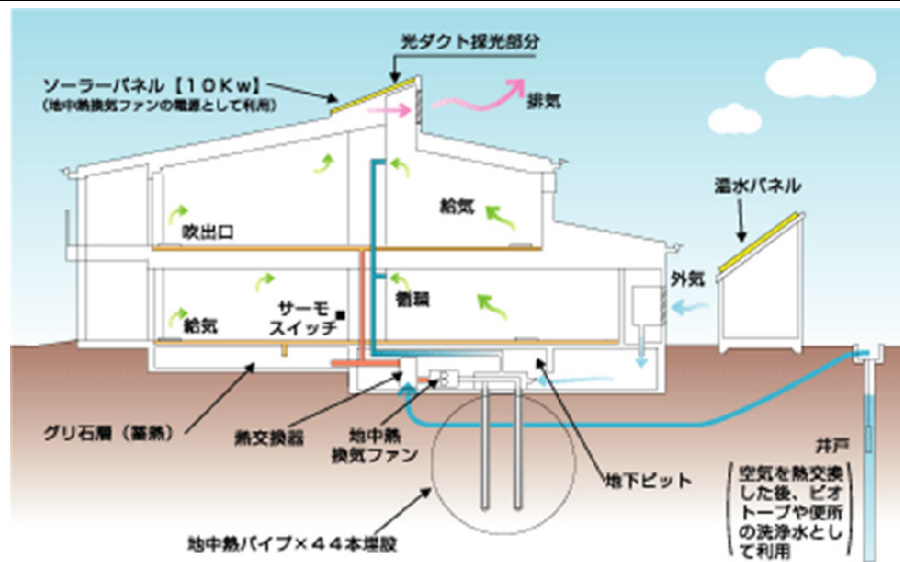 光ダクト採光部分
ソーラーパネル【１０Ｋｗ】
（地中熱換気ファンの電源として利用）
排気
温水パネル
給気
吹出口
外気
循環
サーモ
スイッチ
給気
グリ石層（蓄熱）
熱交換器
地中熱
換気ファン
地下ピット
井戸
（空気を熱交換
した後、ビオ
トープや便所
の洗浄水とし
て利用）
地中熱パイプ×４４本埋設